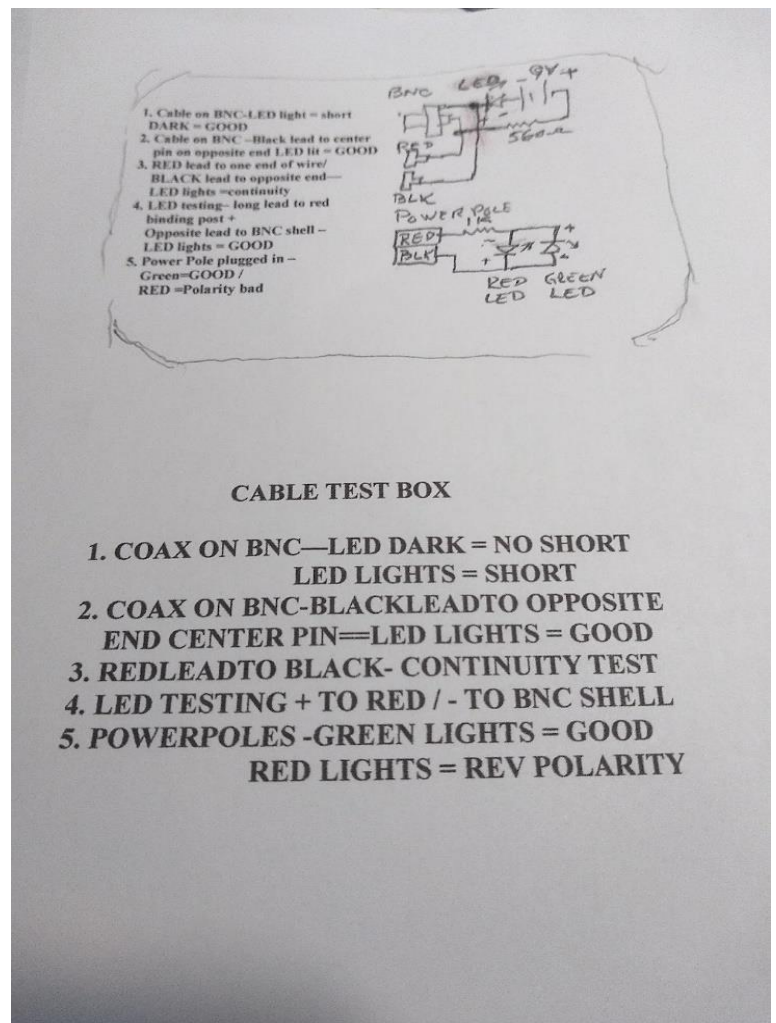 1. Cable on BNC-LED light = short
DARK = GOOD
2. Cable on BNC -Black lead to center
pin on opposite end LED lit = GOOD
3. RED lead to one end of wire/
BLACK lead to opposite end—
LED lights =continuity
4. LED testing– long lead to red
binding post +
Opposite lead to BNC shell –
LED lights = GOOD
5. Power Pole plugged in –
Green=GOOD /
RED =Polarity bad
BNC LED - 9V +
560Ω
RED
BLK
POWER POLE
1K
RED
BLK
- +
+ -
RED GREEN
LED LED
CABLE TEST BOX
1. COAX ON BNC—LED DARK = NO SHORT
LED LIGHTS = SHORT
2. COAX ON BNC-BLACKLEADTO OPPOSITE
END CENTER PIN==LED LIGHTS = GOOD
3. REDLEADTO BLACK- CONTINUITY TEST
4. LED TESTING + TO RED / - TO BNC SHELL
5. POWERPOLES -GREEN LIGHTS = GOOD
RED LIGHTS = REV POLARITY